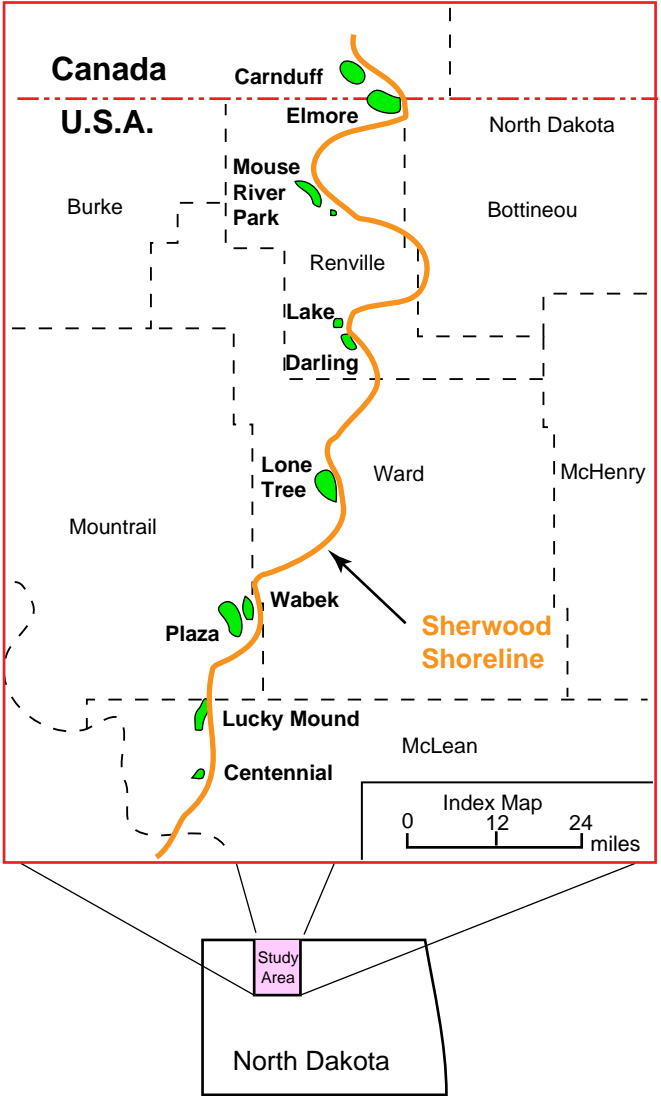 Canada
Carnduff
U.S.A.
Elmore
North Dakota
Mouse
River
Park
Burke
Bottineou
Renville
Lake
Darling
Lone
Tree
Ward
McHenry
Mountrail
Wabek
Plaza
Sherwood
Shoreline
Lucky Mound
McLean
Centennial
Index Map
0 12 24
miles
Study
Area
North Dakota